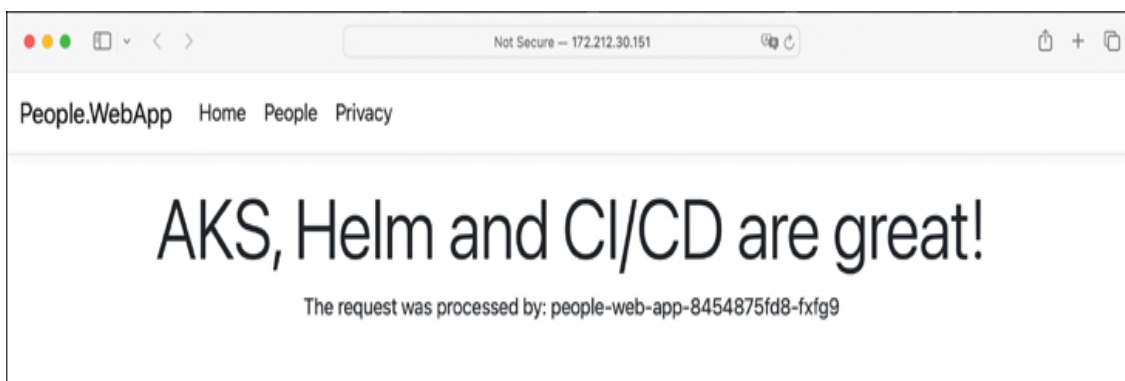 Not Secure — 172.212.30.151
People.WebApp Home People Privacy
AKS, Helm and CI/CD are great!
The request was processed by: people-web-app-8454875fd8-fxfg9